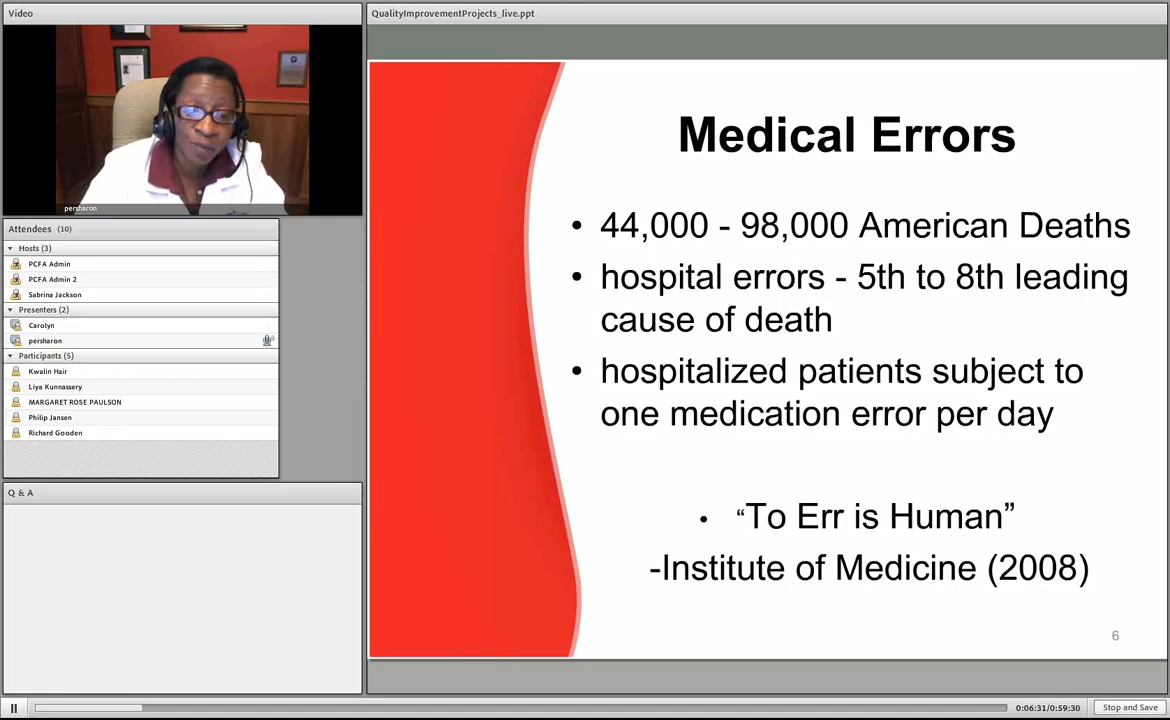 Video
persharon
Attendees (10)
Hosts (3)
PCFA Admin
PCFA Admin 2
Sabrina Jackson
Presenters (2)
Carolyn
persharon
Participants (5)
Kwalin Hair
Liya Kunnassery
MARGARET ROSE PAULSON
Philip Jansen
Richard Gooden
Q & A
QualityImprovementProjects_live.ppt
Medical Errors
• 44,000 - 98,000 American Deaths
• hospital errors - 5th to 8th leading
cause of death
• hospitalized patients subject to
one medication error per day
• “To Err is Human”
-Institute of Medicine (2008)
6
0:06:31/0:59:30
Stop and Save